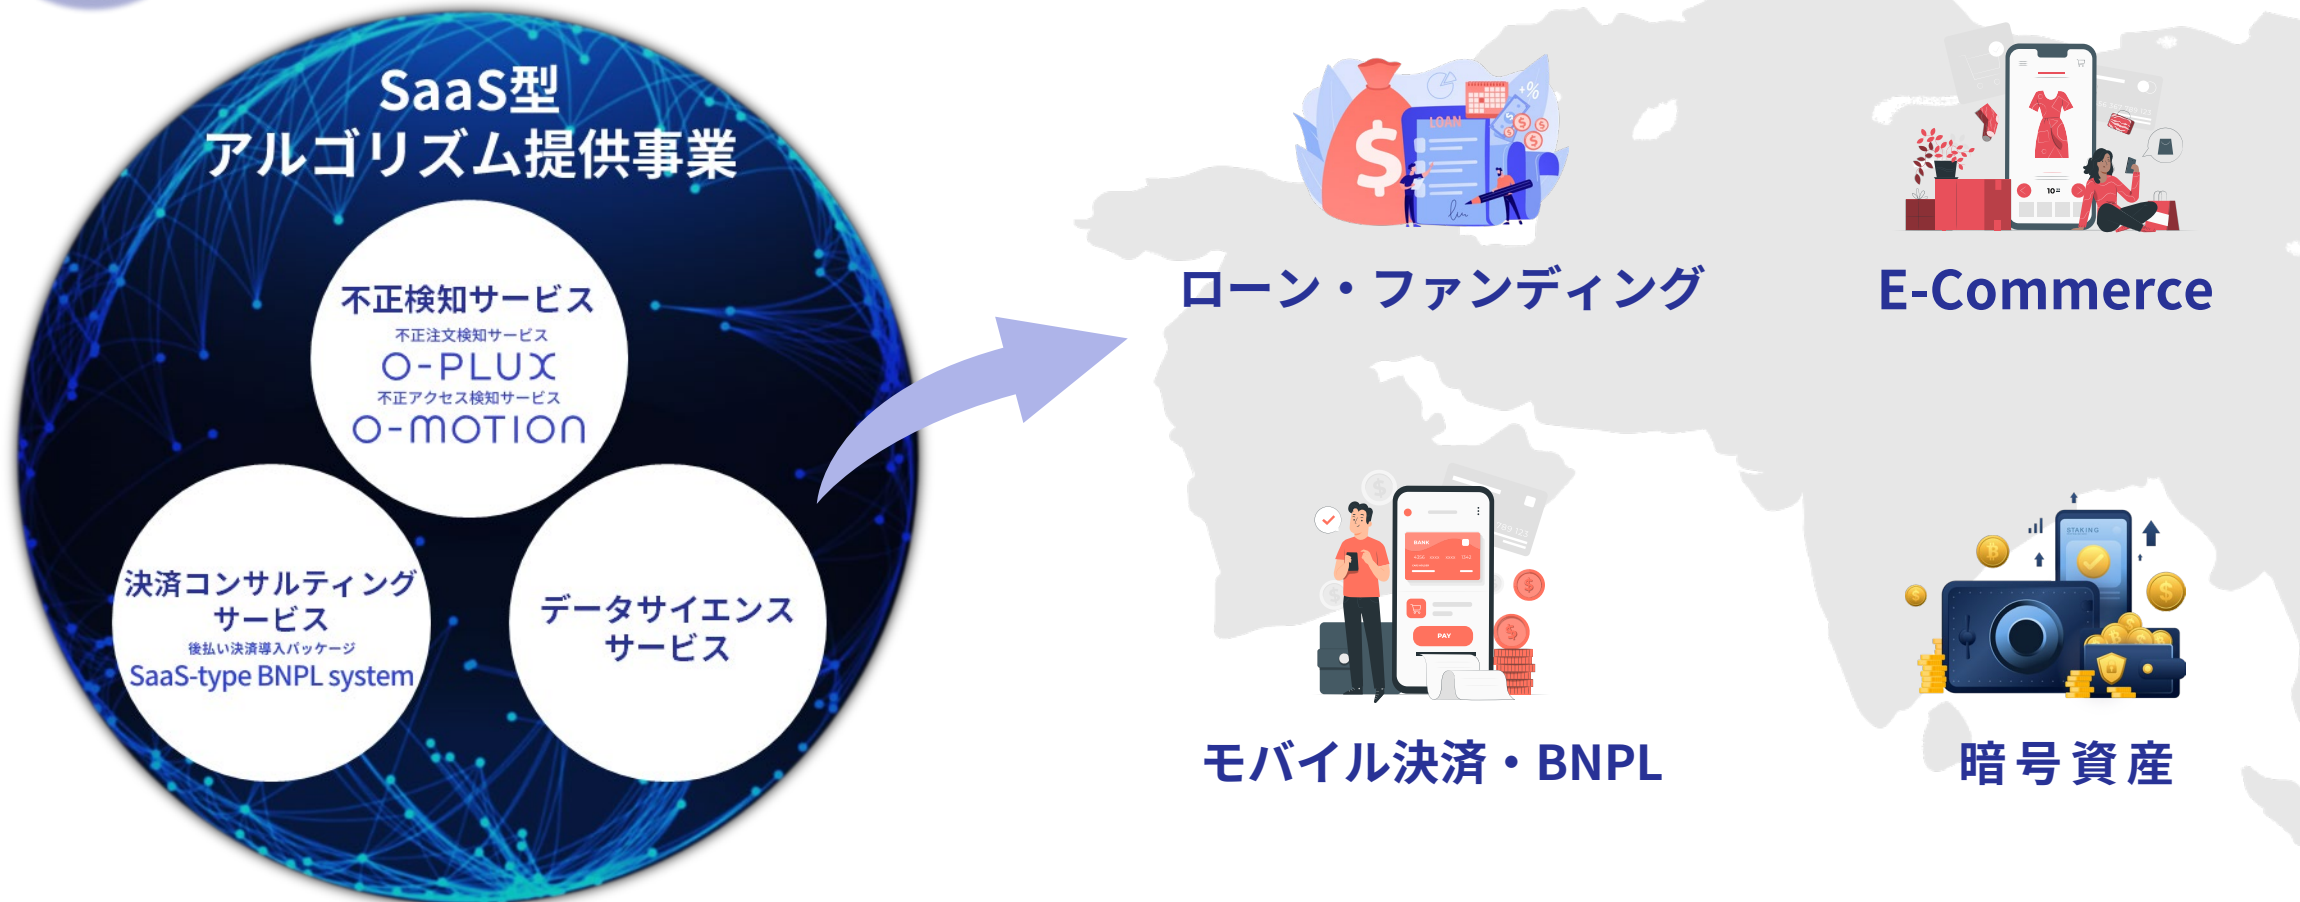 SaaS型
アルゴリズム提供事業
不正検知サービス
不正注文検知サービス
O-PLUX
不正アクセス検知サービス
O-MOTION
決済コンサルティング
サービス
後払い決済導入パッケージ
SaaS-type BNPL system
データサイエンス
サービス
LOAN
+%
ローン・ファンディング
10
E-Commerce
BANK
PAY
モバイル決済・BNPL
STAKING
暗号資産